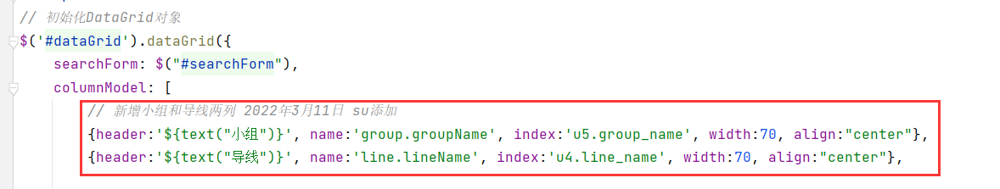 // 初始化DataGrid对象
$('#dataGrid').dataGrid({
searchForm: $("#searchForm"),
columnModel: [
// 新增小组和导线两列 2022年3月11日 su添加
{header:'${text("小组")}', name:'group.groupName', index:'u5.group_name', width:70, align:"center"},
{header:'${text("导线")}', name:'line.lineName', index:'u4.line_name', width:70, align:"center"},